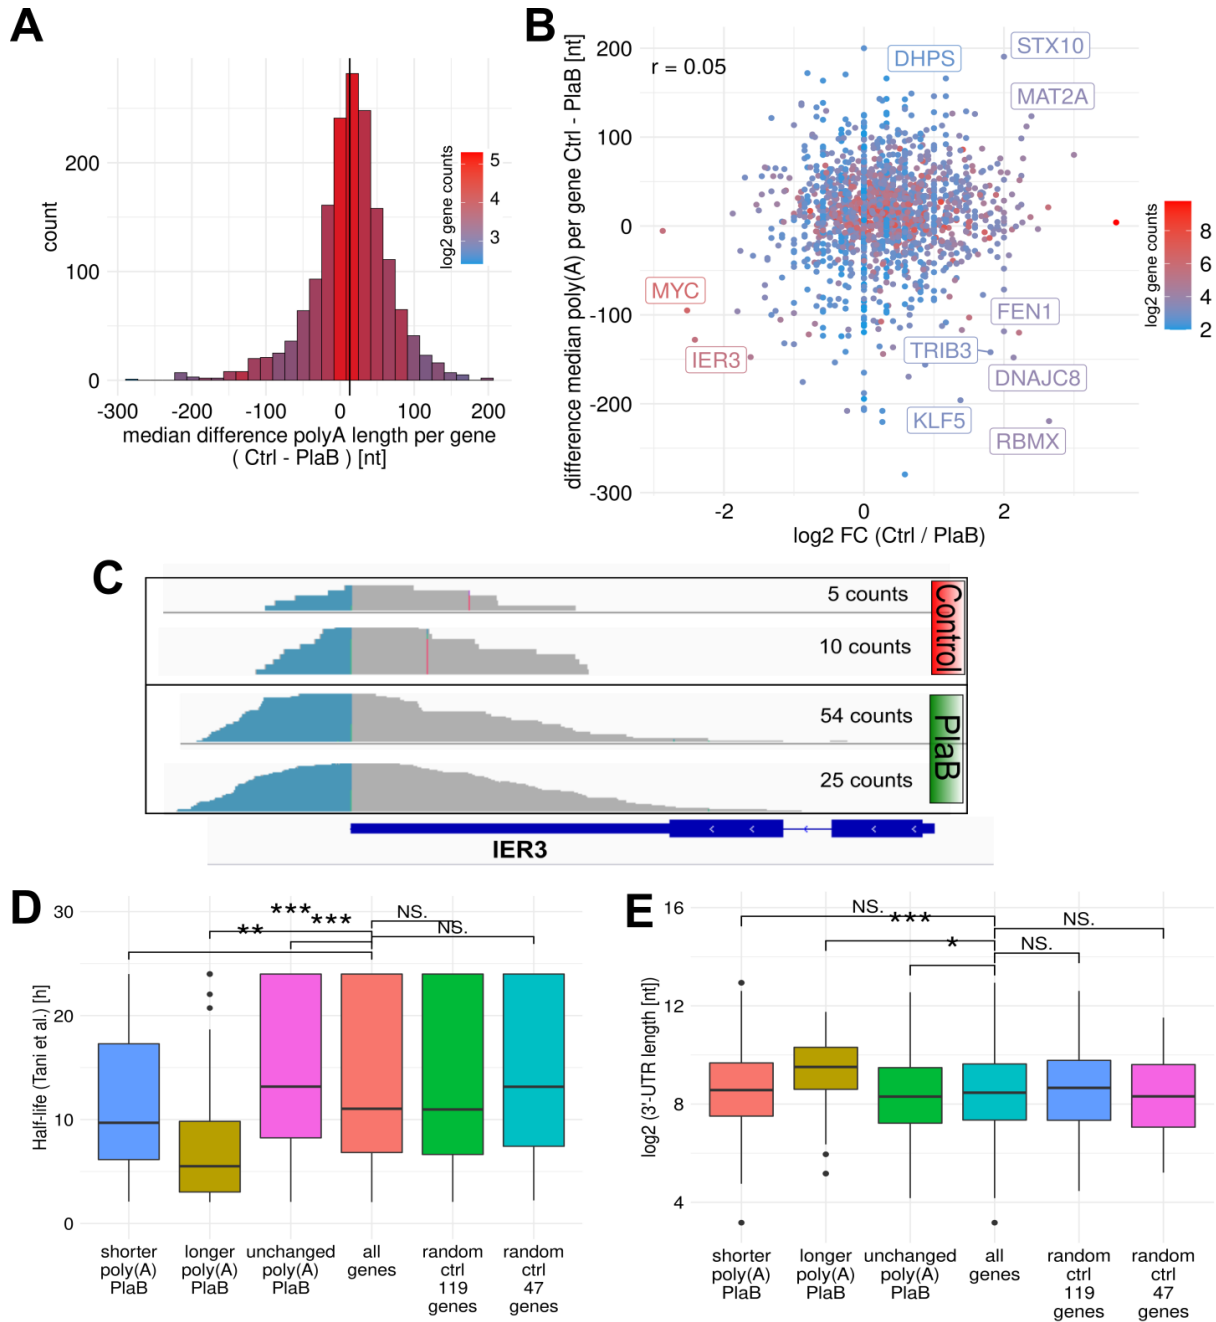 A
200
100
0
count
-300
-200
-100
0
100
200
median difference polyA length per gene
( Ctrl - PlaB ) [nt]
log2 gene counts
5
4
3
B
r = 0.05
200
100
0
-100
-200
-300
difference median poly(A) per gene Ctrl - PlaB [nt]
-2
0
2
log2 FC (Ctrl / PlaB)
DHPS
STX10
MAT2A
MYC
IER3
FEN1
TRIB3
DNAJC8
KLF5
RBMX
log2 gene counts
8
6
4
2
C
5 counts
10 counts
Control
54 counts
25 counts
PlaB
IER3
D
30
20
10
0
Half-life (Tani et al.) [h]
***
**
***
NS.
NS.
shorter
poly(A)
PlaB
longer
poly(A)
PlaB
unchanged
poly(A)
PlaB
all
genes
random
ctrl
119
genes
random
ctrl
47
genes
E
16
12
8
4
log2 (3'-UTR length [nt])
NS.
***
*
NS.
NS.
shorter
poly(A)
PlaB
longer
poly(A)
PlaB
unchanged
poly(A)
PlaB
all
genes
random
ctrl
119
genes
random
ctrl
47
genes